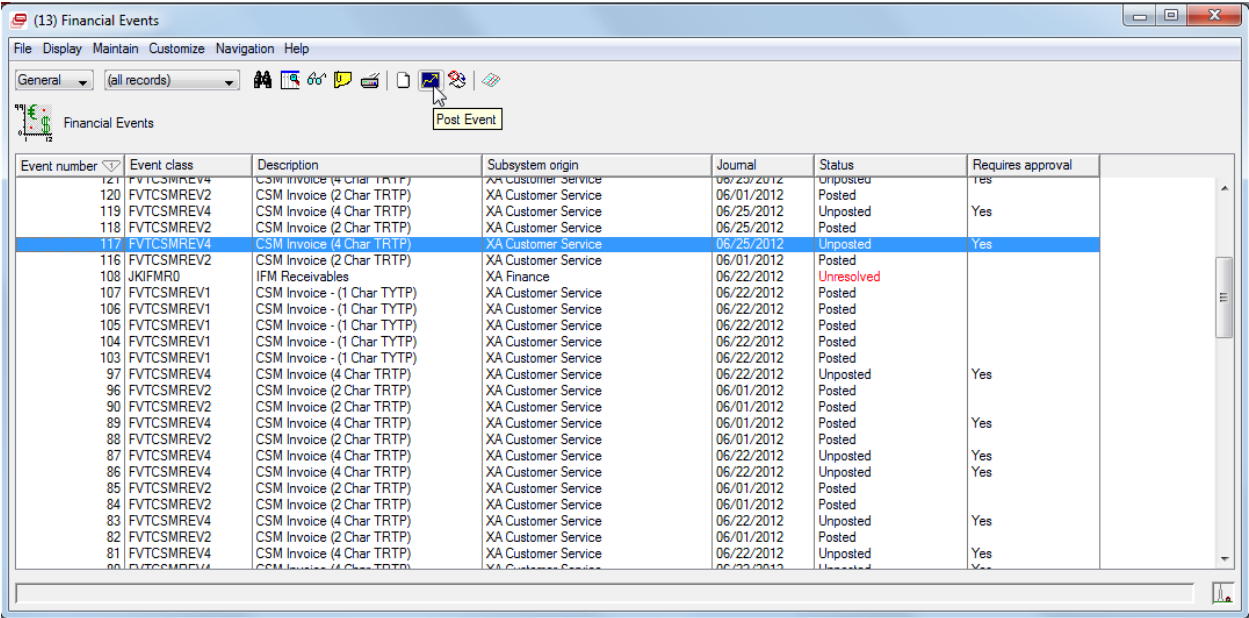 (13) Financial Events
File Display Maintain Customize Navigation Help
General (all records)
Financial Events
Post Event
Event number Event class Description Subsystem origin Journal Status Requires approval
121 FVTCSMREV4 CSM Invoice (4 Char TRTP) XA Customer Service 06/25/2012 Unposted Yes
120 FVTCSMREV2 CSM Invoice (2 Char TRTP) XA Customer Service 06/01/2012 Posted
119 FVTCSMREV4 CSM Invoice (4 Char TRTP) XA Customer Service 06/25/2012 Unposted Yes
118 FVTCSMREV2 CSM Invoice (2 Char TRTP) XA Customer Service 06/25/2012 Posted
117 FVTCSMREV4 CSM Invoice (4 Char TRTP) XA Customer Service 06/25/2012 Unposted Yes
116 FVTCSMREV2 CSM Invoice (2 Char TRTP) XA Customer Service 06/01/2012 Posted
108 JKIFMR0 IFM Receivables XA Finance 06/22/2012 Unresolved
107 FVTCSMREV1 CSM Invoice - (1 Char TYTP) XA Customer Service 06/22/2012 Posted
106 FVTCSMREV1 CSM Invoice - (1 Char TYTP) XA Customer Service 06/22/2012 Posted
105 FVTCSMREV1 CSM Invoice - (1 Char TYTP) XA Customer Service 06/22/2012 Posted
104 FVTCSMREV1 CSM Invoice - (1 Char TYTP) XA Customer Service 06/22/2012 Posted
103 FVTCSMREV1 CSM Invoice - (1 Char TYTP) XA Customer Service 06/22/2012 Posted
97 FVTCSMREV4 CSM Invoice (4 Char TRTP) XA Customer Service 06/22/2012 Unposted Yes
96 FVTCSMREV2 CSM Invoice (2 Char TRTP) XA Customer Service 06/01/2012 Posted
90 FVTCSMREV2 CSM Invoice (2 Char TRTP) XA Customer Service 06/01/2012 Posted
89 FVTCSMREV4 CSM Invoice (4 Char TRTP) XA Customer Service 06/01/2012 Posted Yes
88 FVTCSMREV2 CSM Invoice (2 Char TRTP) XA Customer Service 06/01/2012 Posted
87 FVTCSMREV4 CSM Invoice (4 Char TRTP) XA Customer Service 06/22/2012 Unposted Yes
86 FVTCSMREV4 CSM Invoice (4 Char TRTP) XA Customer Service 06/22/2012 Unposted Yes
85 FVTCSMREV2 CSM Invoice (2 Char TRTP) XA Customer Service 06/01/2012 Posted
84 FVTCSMREV2 CSM Invoice (2 Char TRTP) XA Customer Service 06/01/2012 Posted
83 FVTCSMREV4 CSM Invoice (4 Char TRTP) XA Customer Service 06/22/2012 Unposted Yes
82 FVTCSMREV2 CSM Invoice (2 Char TRTP) XA Customer Service 06/01/2012 Posted
81 FVTCSMREV4 CSM Invoice (4 Char TRTP) XA Customer Service 06/22/2012 Unposted Yes